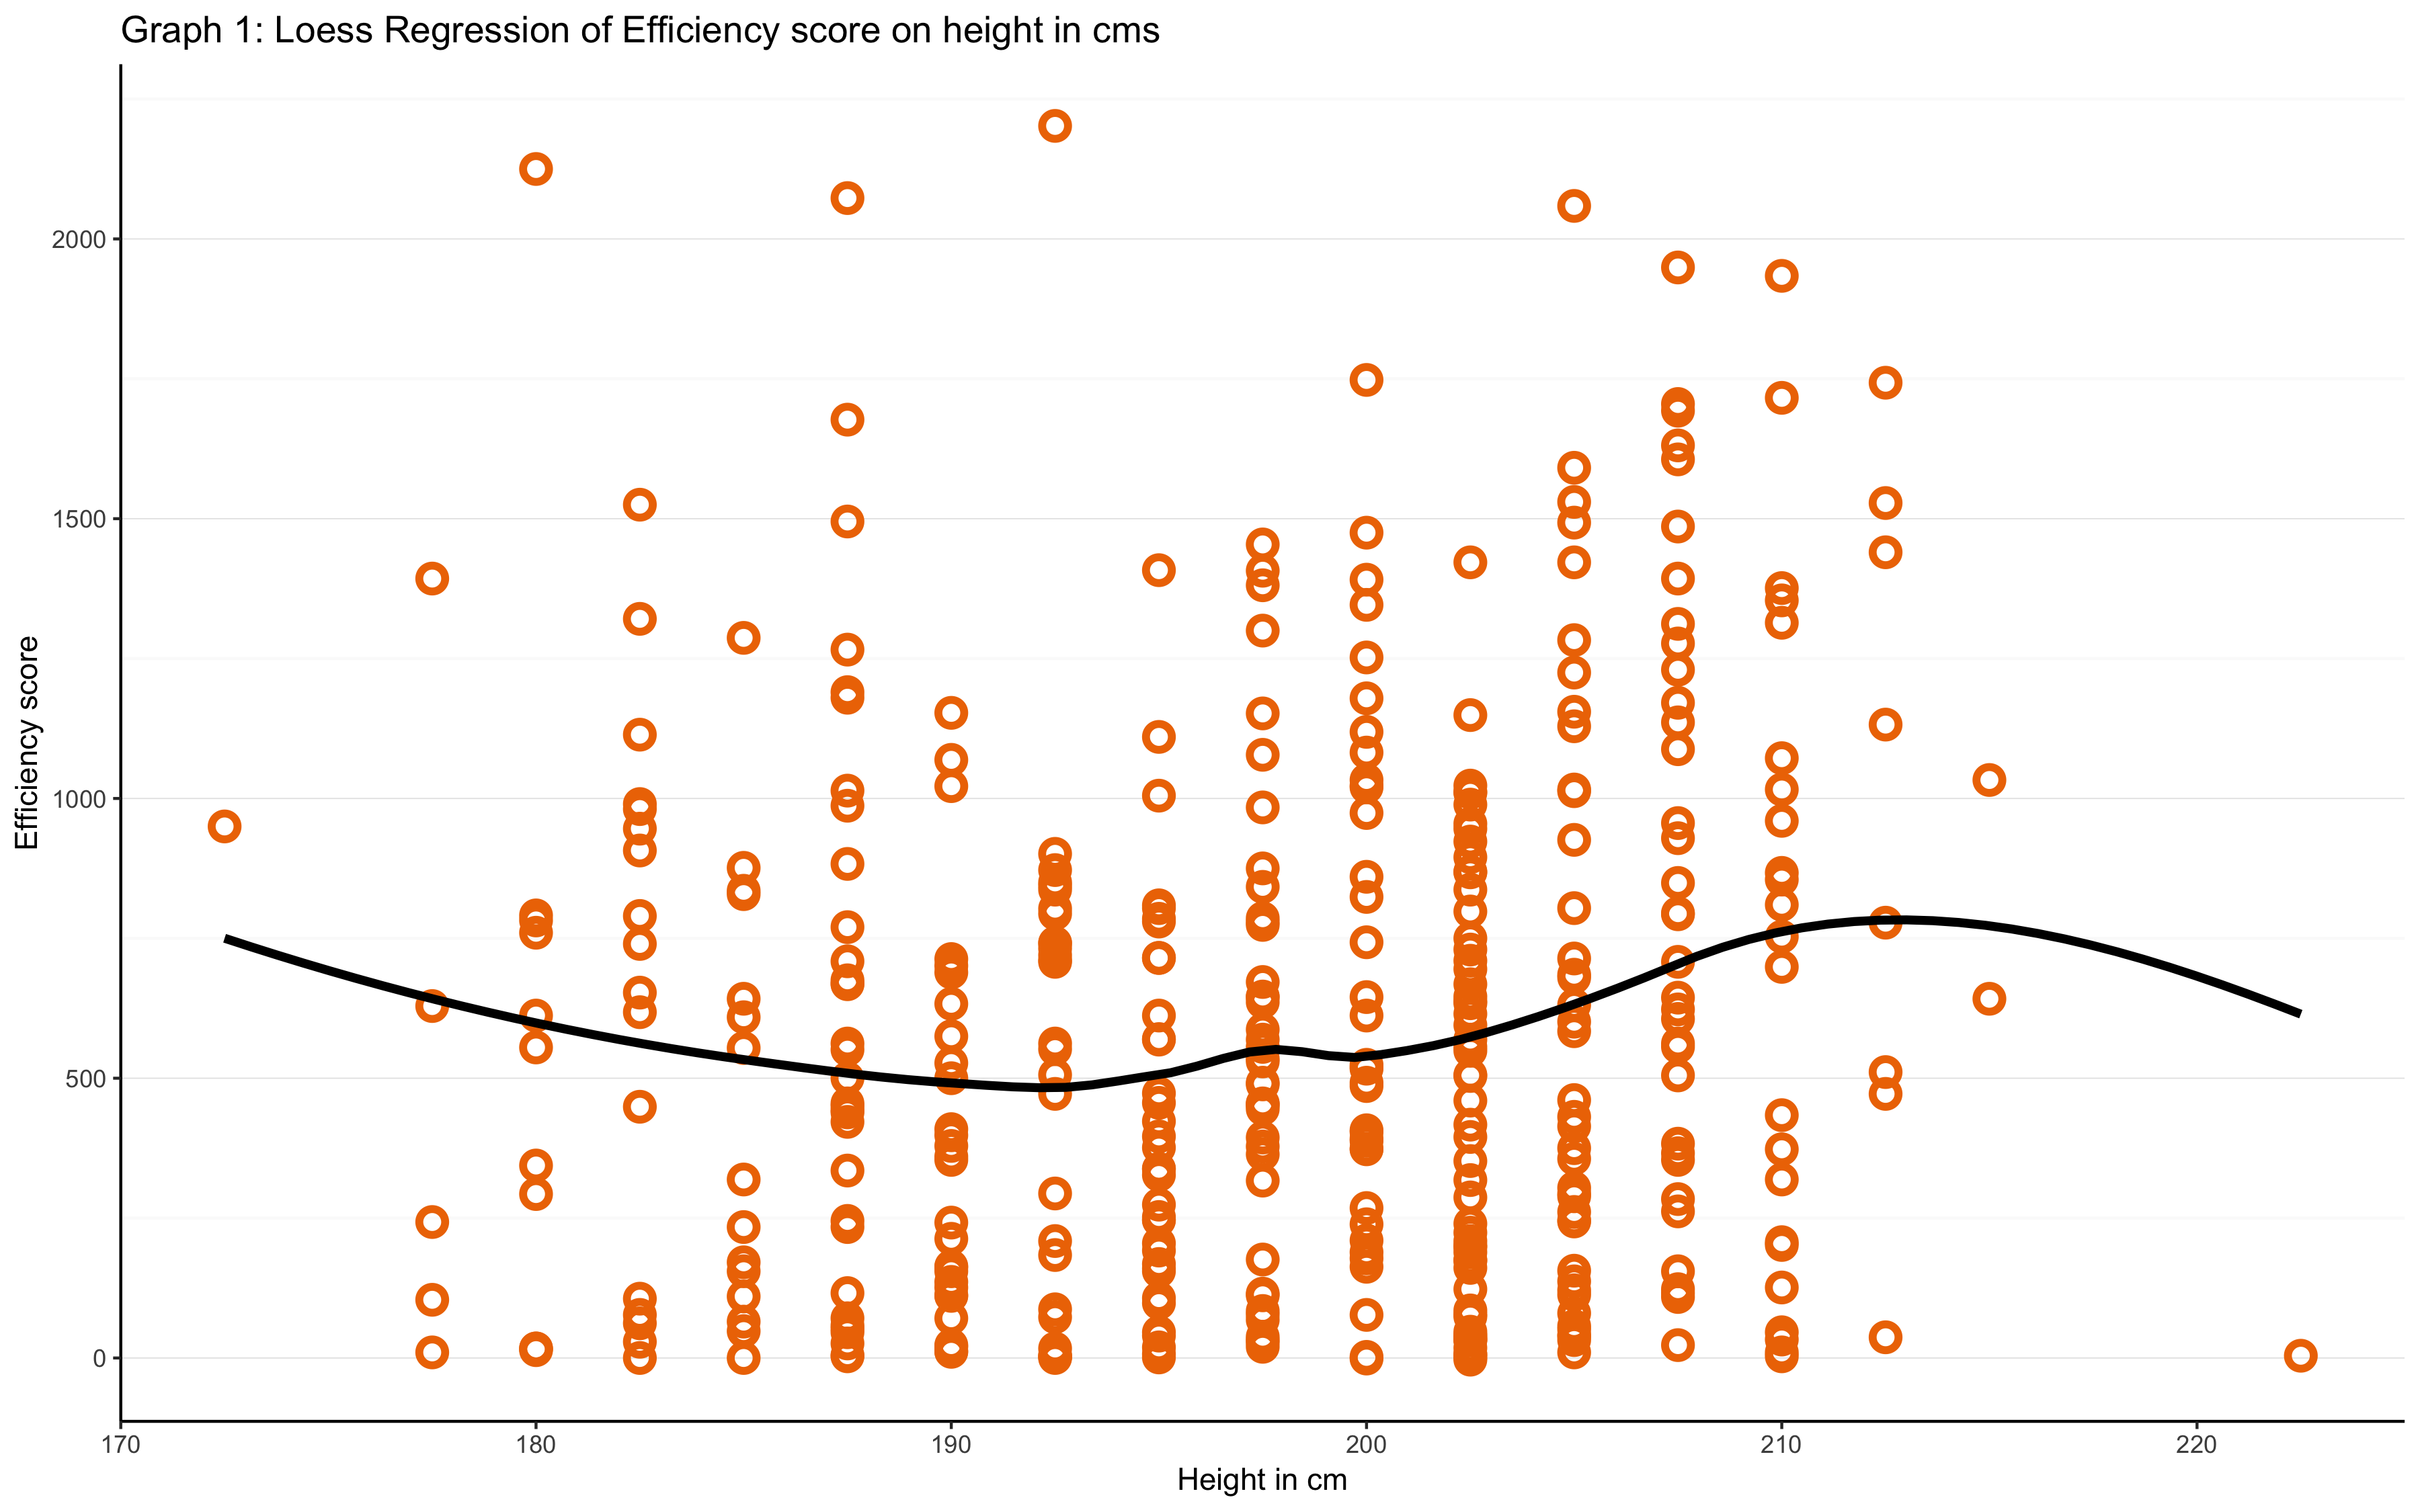 Graph 1: Loess Regression of Efficiency score on height in cms
Efficiency score
2000
1500
1000
500
0
170 180 190 200 210 220
Height in cm